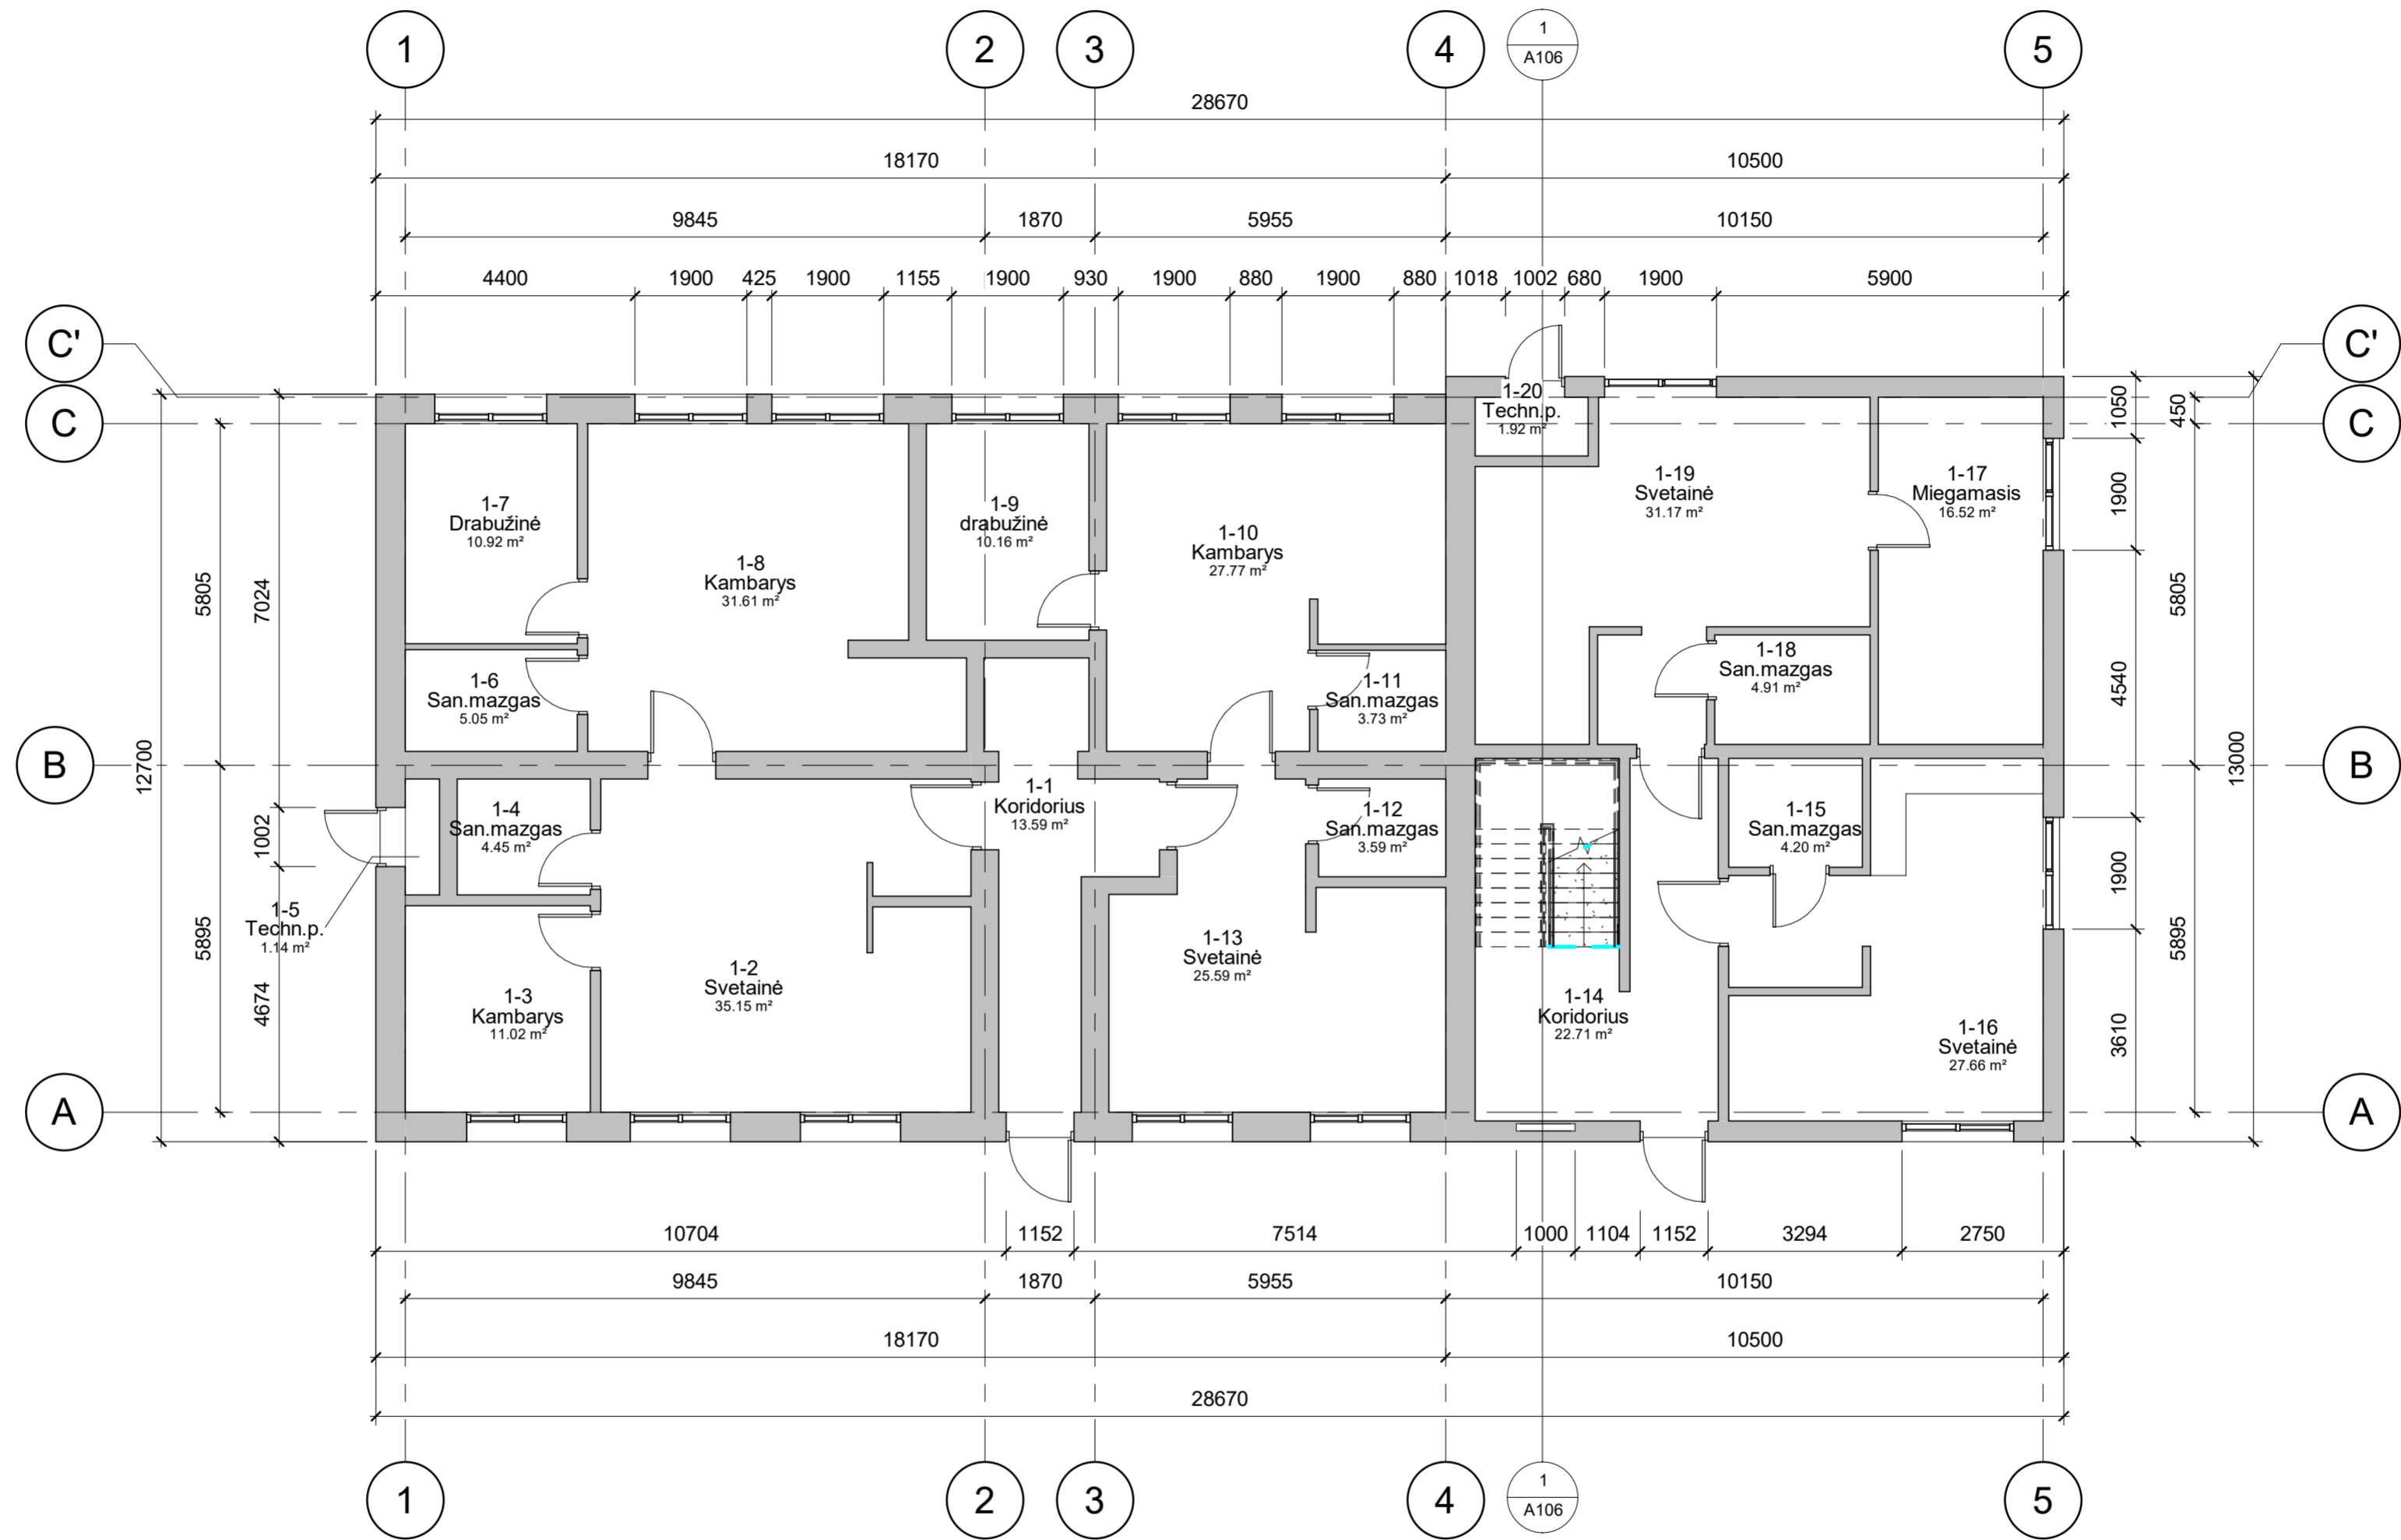 1
2
3
4
1
A106
5
28670
18170
10500
9845
1870
5955
10150
4400
1900
425
1900
1155
1900
930
1900
880
1900
880
1018
1002
680
1900
5900
C'
C
B
A
12700
5805
5895
7024
1002
4674
C'
C
B
A
1050
1900
4540
1900
3610
450
5805
5895
13000
1-7
Drabužinė
10.92 m²
1-8
Kambarys
31.61 m²
1-9
drabužinė
10.16 m²
1-10
Kambarys
27.77 m²
1-20
Techn.p.
1.92 m²
1-19
Svetainė
31.17 m²
1-17
Miegamasis
16.52 m²
1-6
San.mazgas
5.05 m²
1-11
San.mazgas
3.73 m²
1-18
San.mazgas
4.91 m²
1-4
San.mazgas
4.45 m²
1-1
Koridorius
13.59 m²
1-12
San.mazgas
3.59 m²
1-15
San.mazgas
4.20 m²
1-5
Techn.p.
1.14 m²
1-3
Kambarys
11.02 m²
1-2
Svetainė
35.15 m²
1-13
Svetainė
25.59 m²
1-14
Koridorius
22.71 m²
1-16
Svetainė
27.66 m²
10704
1152
7514
1000
1104
1152
3294
2750
9845
1870
5955
10150
18170
10500
28670
1
2
3
4
1
A106
5